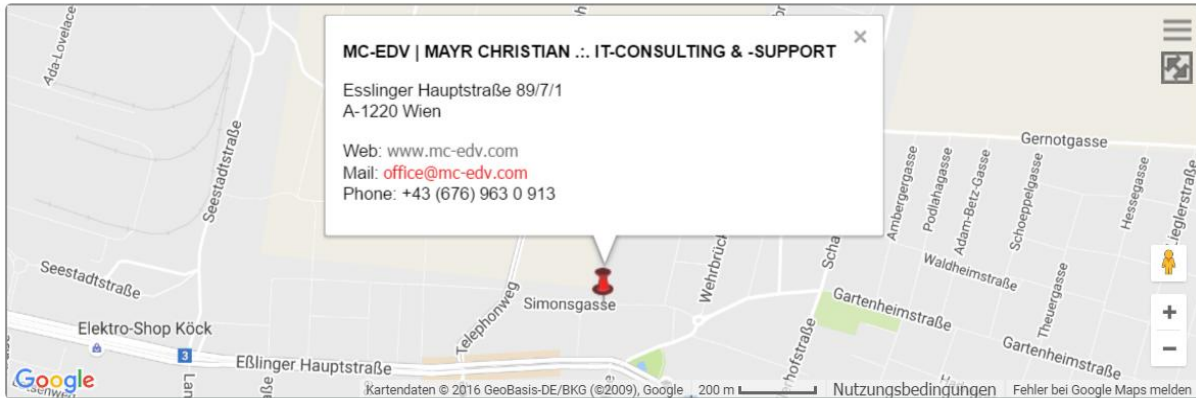 MC-EDV | MAYR CHRISTIAN .:. IT-CONSULTING & -SUPPORT
×
Esslinger Hauptstraße 89/7/1
A-1220 Wien
Web: www.mc-edv.com
Mail: office@mc-edv.com
Phone: +43 (676) 963 0 913
Ada-Lovelace
Seestadtstraße
Seestadtstraße
Elektro-Shop Köck
3
Eßlinger Hauptstraße
Telephonweg
Simonsgasse
Wehrbrück
Gernotgasse
Ambergergasse
Podlahagasse
Adam-Betz-Gasse
Schoeppelgasse
Hessegasse
Waldheimstraße
Theuergasse
Gartenheimstraße
Gartenheimstraße
+
−
Google
Kartendaten © 2016 GeoBasis-DE/BKG (©2009), Google
200 m
Nutzungsbedingungen
Fehler bei Google Maps melden